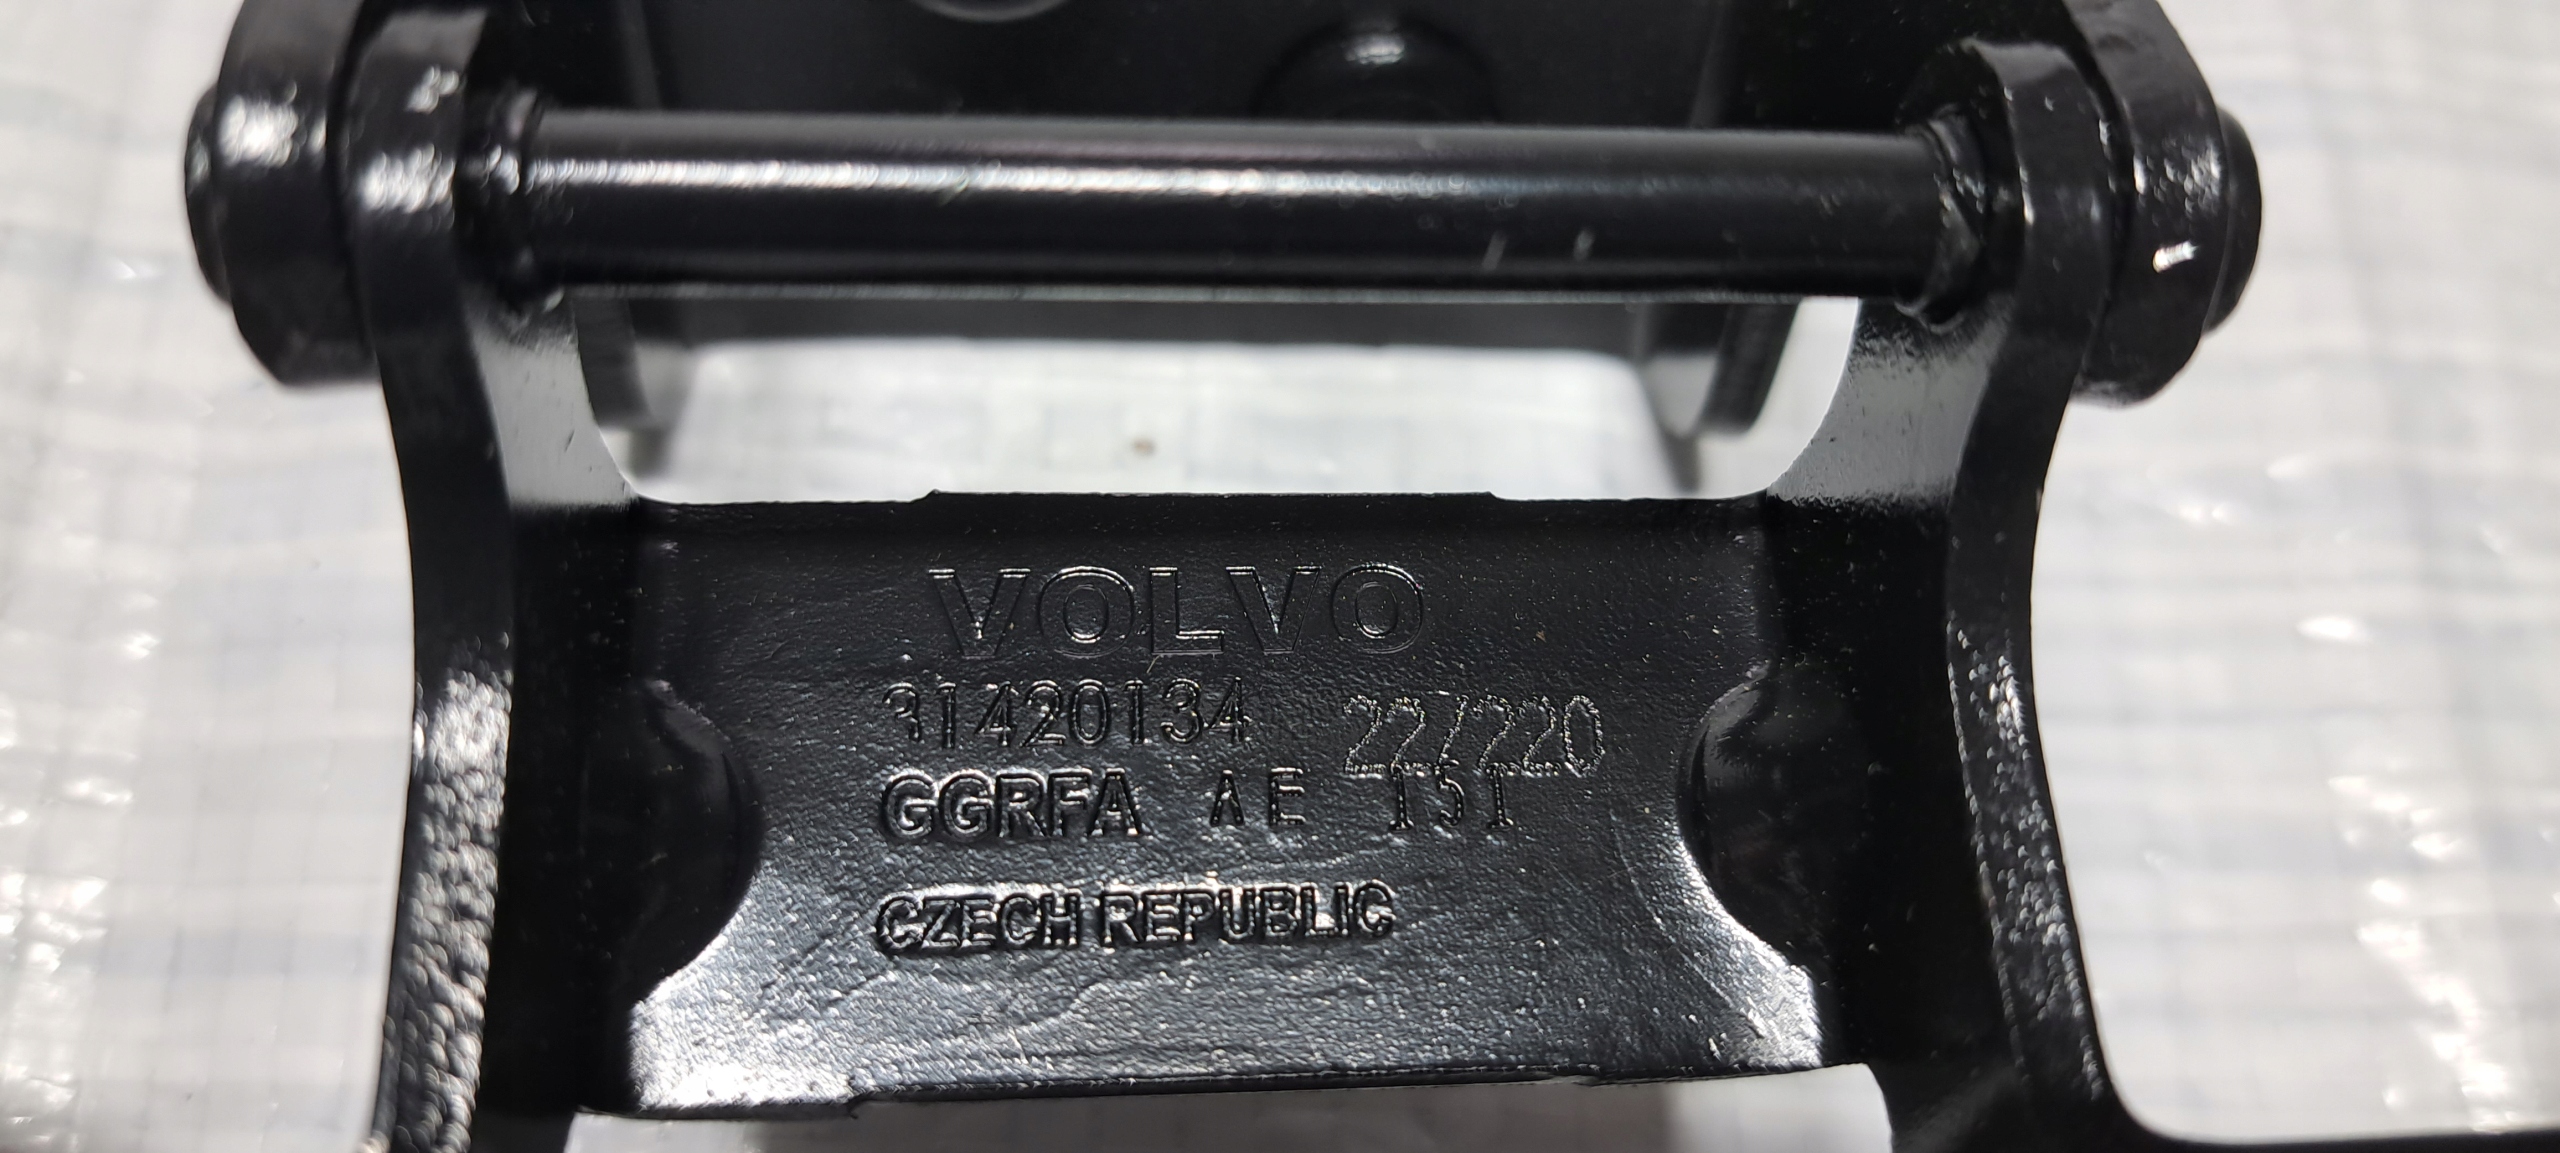 VOLVO
31420134 22/220
GGRFA AE 151
CZECH REPUBLIC